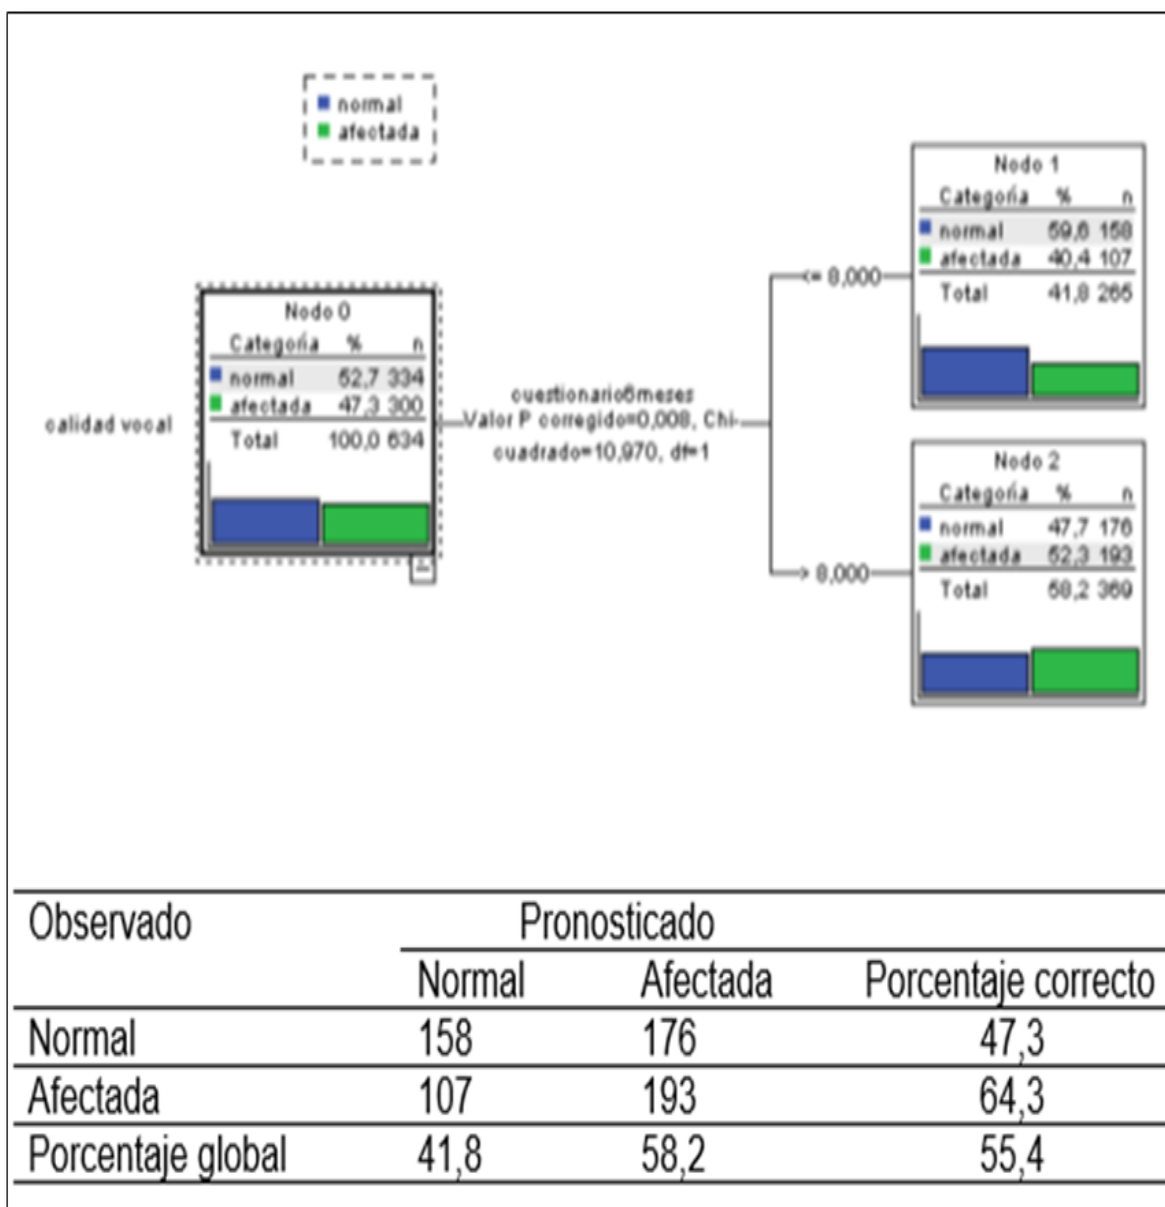 normal
afectada
Nodo 0
Categoría % n
normal 52,7 334
afectada 47,3 300
Total 100,0 634
calidad vocal
cuestionario6meses
Valor P corregido=0,008, Chi-
cuadrado=10,970, df=1
<= 8,000
Nodo 1
Categoría % n
normal 59,6 158
afectada 40,4 107
Total 41,8 265
> 8,000
Nodo 2
Categoría % n
normal 47,7 176
afectada 52,3 193
Total 58,2 369
Observado Pronosticado
Normal Afectada Porcentaje correcto
Normal 158 176 47,3
Afectada 107 193 64,3
Porcentaje global 41,8 58,2 55,4